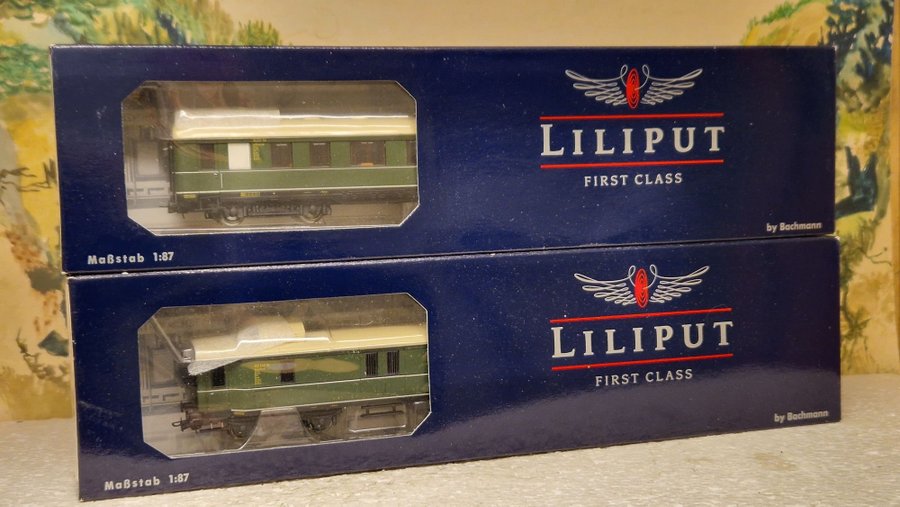 LILIPUT
FIRST CLASS
by Bachmann
Maßstab 1:87
LILIPUT
FIRST CLASS
by Bachmann
Maßstab 1:87